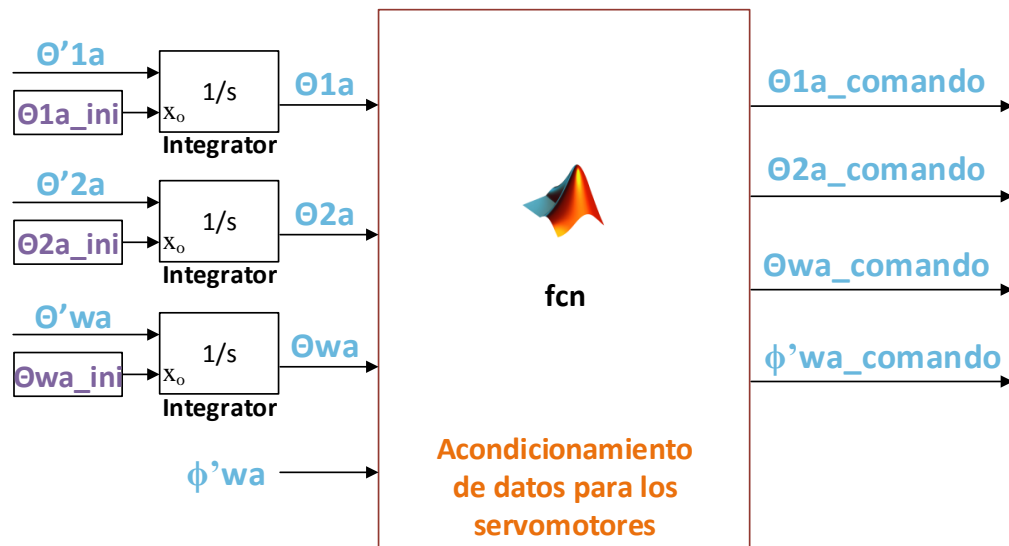 Θ’1a
Θ1a_ini
1/s
xo
Integrator
Θ1a
Θ’2a
Θ2a_ini
1/s
xo
Integrator
Θ2a
Θ’wa
Θwa_ini
1/s
xo
Integrator
Θwa
ϕ’wa
fcn
Acondicionamiento
de datos para los
servomotores
Θ1a_comando
Θ2a_comando
Θwa_comando
ϕ’wa_comando